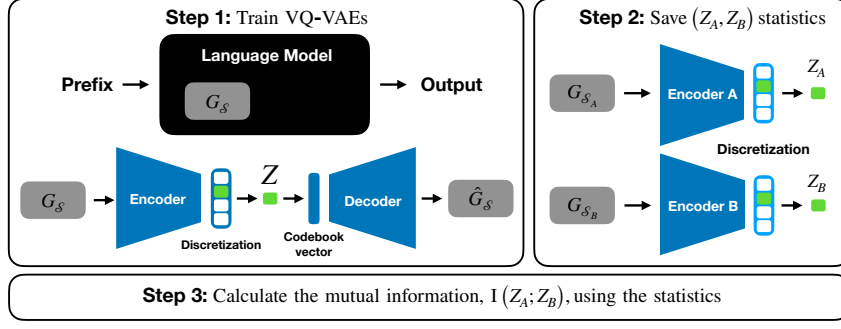 Step 1: Train VQ-VAEs
Language Model
Prefix
G_𝒮
Output
G_𝒮
Encoder
Discretization
Z
Codebook
vector
Decoder
Ĝ_𝒮
Step 2: Save (Z_A, Z_B) statistics
G_𝒮_A
Encoder A
Z_A
Discretization
G_𝒮_B
Encoder B
Z_B
Step 3: Calculate the mutual information, I (Z_A; Z_B), using the statistics